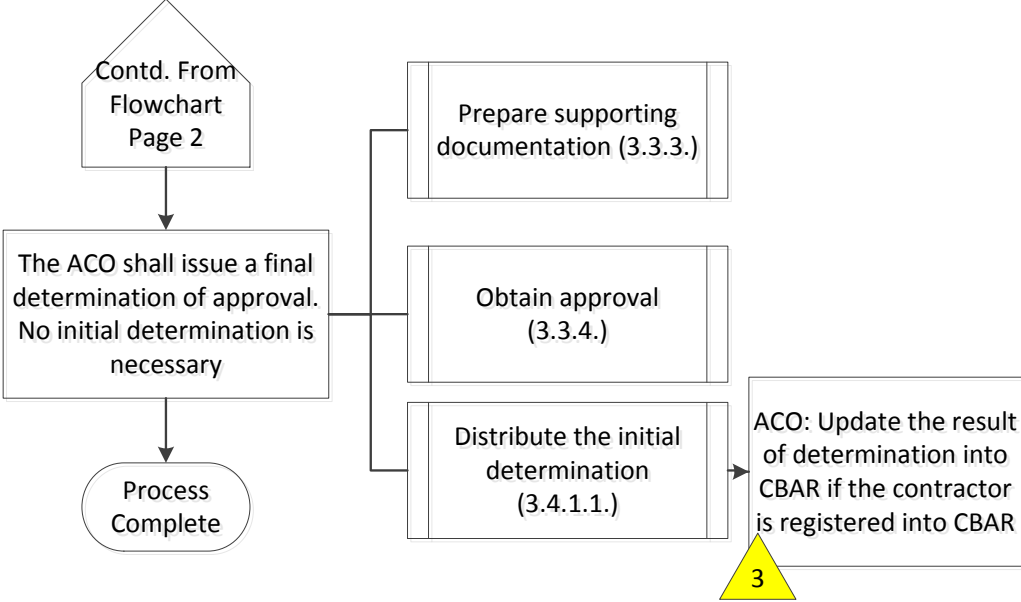 Contd. From
Flowchart
Page 2
The ACO shall issue a final
determination of approval.
No initial determination is
necessary
Process
Complete
Prepare supporting
documentation (3.3.3.)
Obtain approval
(3.3.4.)
Distribute the initial
determination
(3.4.1.1.)
ACO: Update the result
of determination into
CBAR if the contractor
is registered into CBAR
3